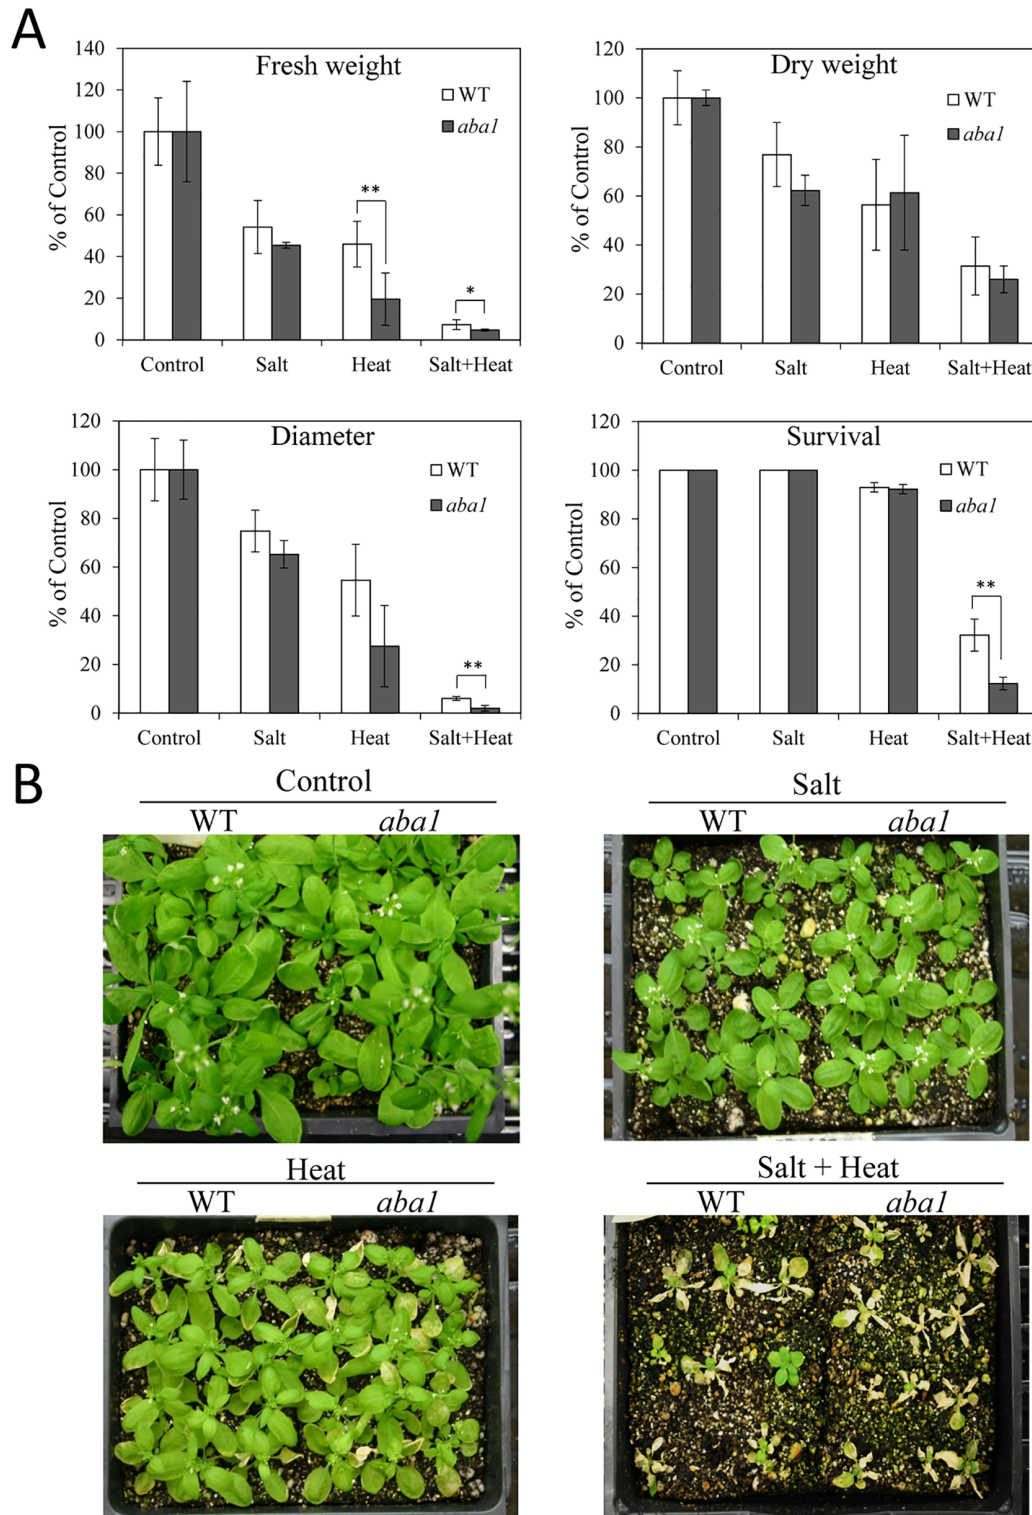 A
Fresh weight
% of Control
140
120
100
80
60
40
20
0
WT
aba1
**
*
Control Salt Heat Salt+Heat
Dry weight
% of Control
120
100
80
60
40
20
0
WT
aba1
Control Salt Heat Salt+Heat
Diameter
% of Control
120
100
80
60
40
20
0
WT
aba1
**
Control Salt Heat Salt+Heat
Survival
% of Control
120
100
80
60
40
20
0
WT
aba1
**
Control Salt Heat Salt+Heat
B
Control
WT aba1
Salt
WT aba1
Heat
WT aba1
Salt + Heat
WT aba1